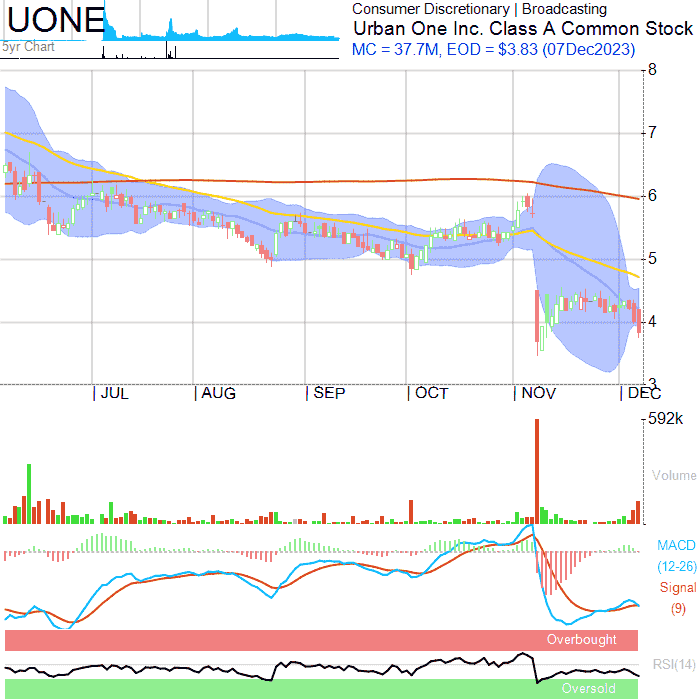 UONE
5yr Chart
Consumer Discretionary | Broadcasting
Urban One Inc. Class A Common Stock
MC = 37.7M, EOD = $3.83 (07Dec2023)
8
7
6
5
4
3
JUL AUG SEP OCT NOV DEC
592k
Volume
MACD
(12-26)
Signal
(9)
Overbought
RSI(14)
Oversold